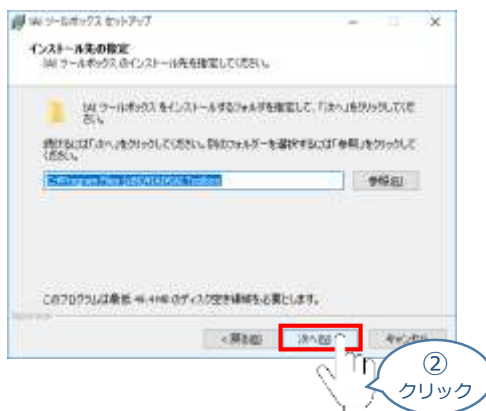 IAI ツールボックス セットアップ
インストール先の指定
IAI ツールボックス のインストール先を指定してください。
IAI ツールボックス をインストールするフォルダを指定して、「次へ」をクリックしてくだ
さい。
続けるには「次へ」をクリックしてください。別のフォルダーを選択するには「参照」をクリックして
ください。
C:¥Program Files (x86)¥IAI¥IAI Toolbox
参照(R)
このプログラムは最低 MB のディスク空き領域を必要とします。
< 戻る(B)
次へ(N)
キャンセル
②
クリック